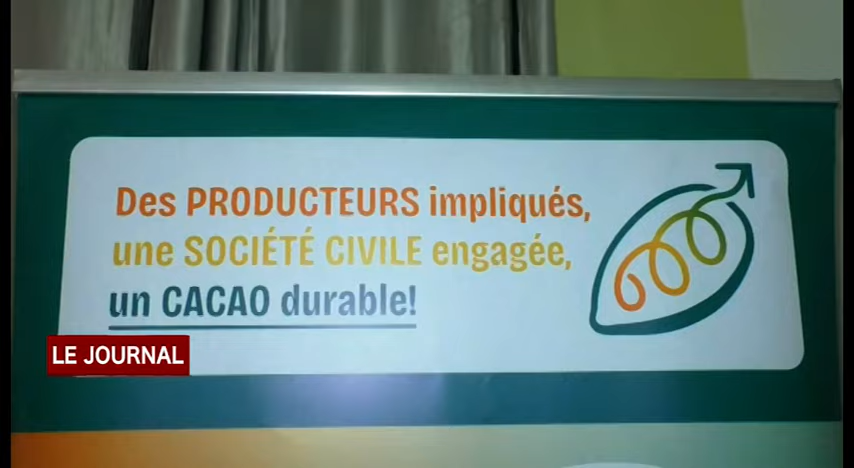 Des PRODUCTEURS impliqués,
une SOCIÉTÉ CIVILE engagée,
un CACAO durable!
LE JOURNAL